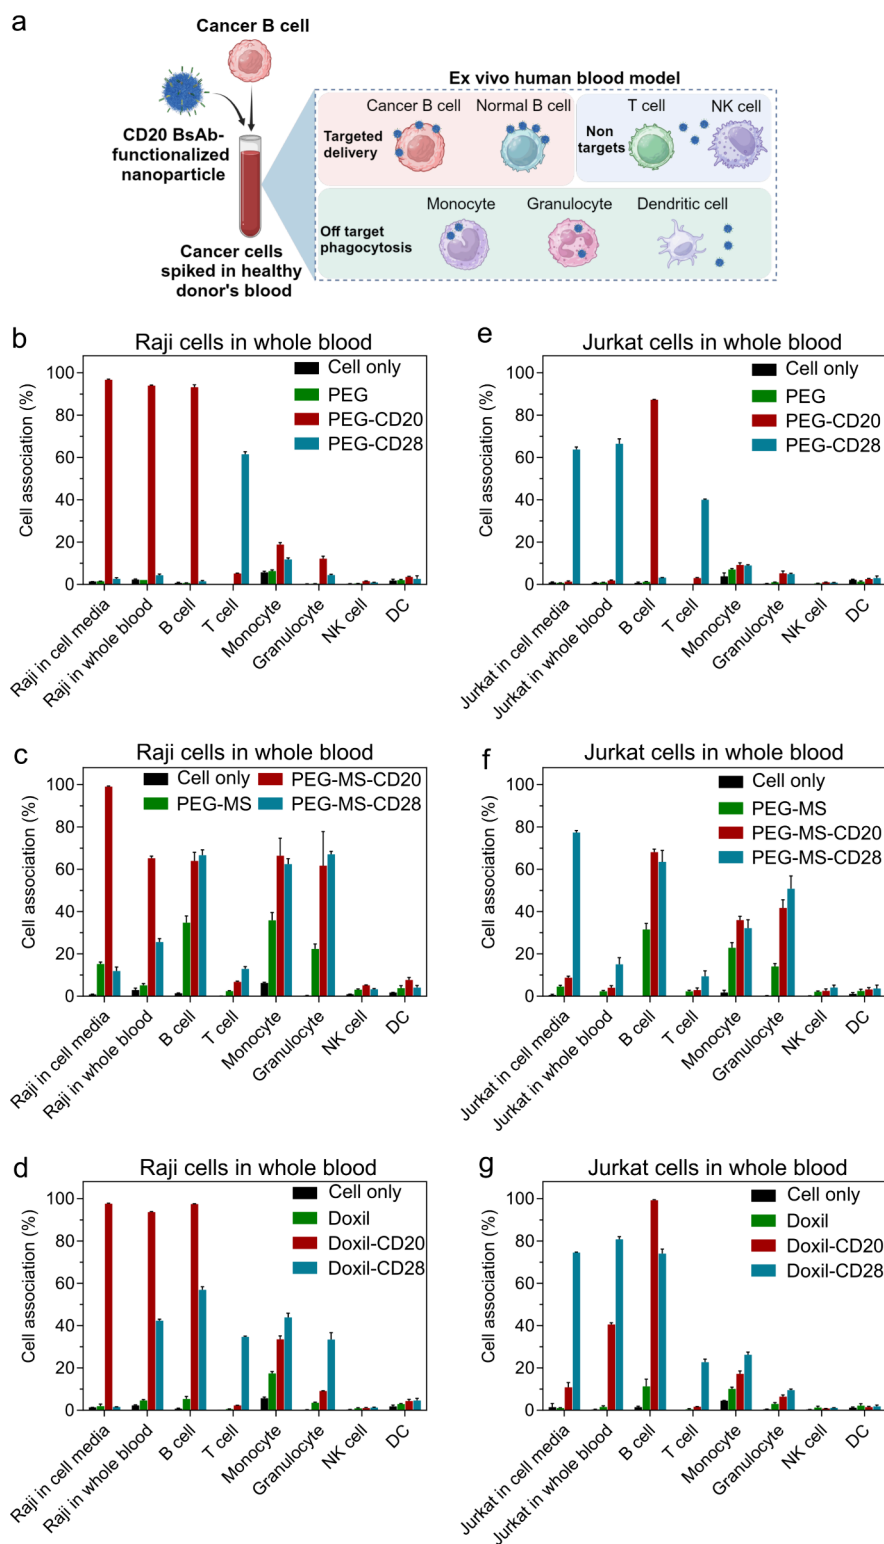 a
Cancer B cell
CD20 BsAb-
functionalized
nanoparticle
Cancer cells
spiked in healthy
donor's blood
Ex vivo human blood model
Cancer B cell
Normal B cell
Targeted
delivery
T cell
NK cell
Non
targets
Monocyte
Granulocyte
Dendritic cell
Off target
phagocytosis
b
Raji cells in whole blood
Cell association (%)
100
80
60
40
20
0
Cell only
PEG
PEG-CD20
PEG-CD28
Raji in cell media
Raji in whole blood
B cell
T cell
Monocyte
Granulocyte
NK cell
DC
e
Jurkat cells in whole blood
Cell association (%)
100
80
60
40
20
0
Cell only
PEG
PEG-CD20
PEG-CD28
Jurkat in cell media
Jurkat in whole blood
B cell
T cell
Monocyte
Granulocyte
NK cell
DC
c
Raji cells in whole blood
Cell association (%)
100
80
60
40
20
0
Cell only
PEG-MS
PEG-MS-CD20
PEG-MS-CD28
Raji in cell media
Raji in whole blood
B cell
T cell
Monocyte
Granulocyte
NK cell
DC
f
Jurkat cells in whole blood
Cell association (%)
100
80
60
40
20
0
Cell only
PEG-MS
PEG-MS-CD20
PEG-MS-CD28
Jurkat in cell media
Jurkat in whole blood
B cell
T cell
Monocyte
Granulocyte
NK cell
DC
d
Raji cells in whole blood
Cell association (%)
100
80
60
40
20
0
Cell only
Doxil
Doxil-CD20
Doxil-CD28
Raji in cell media
Raji in whole blood
B cell
T cell
Monocyte
Granulocyte
NK cell
DC
g
Jurkat cells in whole blood
Cell association (%)
100
80
60
40
20
0
Cell only
Doxil
Doxil-CD20
Doxil-CD28
Jurkat in cell media
Jurkat in whole blood
B cell
T cell
Monocyte
Granulocyte
NK cell
DC